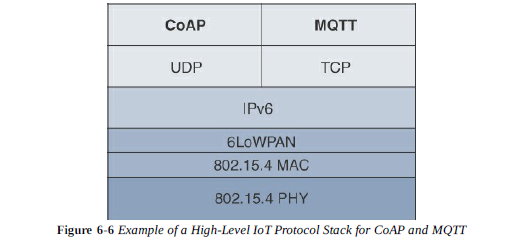 CoAP MQTT
UDP TCP
IPv6
6LoWPAN
802.15.4 MAC
802.15.4 PHY
Figure 6-6 Example of a High-Level IoT Protocol Stack for CoAP and MQTT